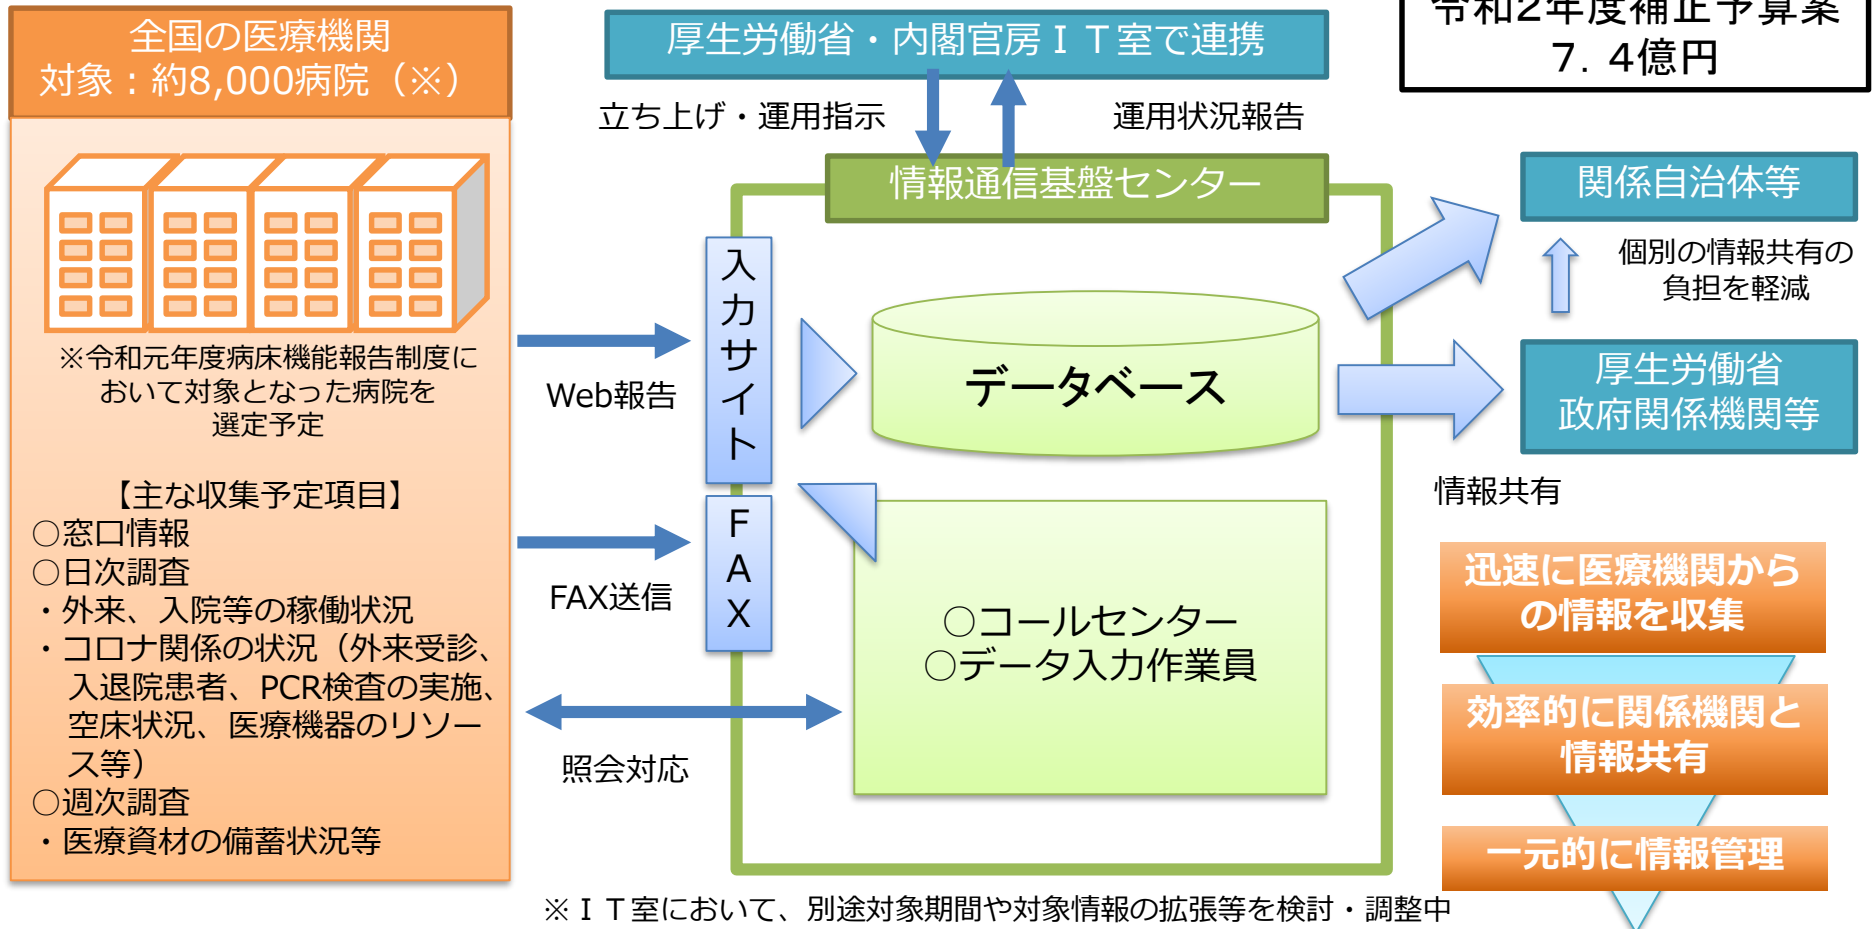 全国の医療機関
対象：約8,000病院（※）
※令和元年度病床機能報告制度に
おいて対象となった病院を
選定予定
【主な収集予定項目】
○窓口情報
○日次調査
・外来、入院等の稼働状況
・コロナ関係の状況（外来受診、
入退院患者、PCR検査の実施、
空床状況、医療機器のリソー
ス等）
○週次調査
・医療資材の備蓄状況等
厚生労働省・内閣官房ＩＴ室で連携
立ち上げ・運用指示
運用状況報告
情報通信基盤センター
入力サイト
FAX
Web報告
FAX送信
照会対応
データベース
○コールセンター
○データ入力作業員
令和2年度補正予算案
7．4億円
関係自治体等
個別の情報共有の
負担を軽減
厚生労働省
政府関係機関等
情報共有
迅速に医療機関から
の情報を収集
効率的に関係機関と
情報共有
一元的に情報管理
※ＩＴ室において、別途対象期間や対象情報の拡張等を検討・調整中